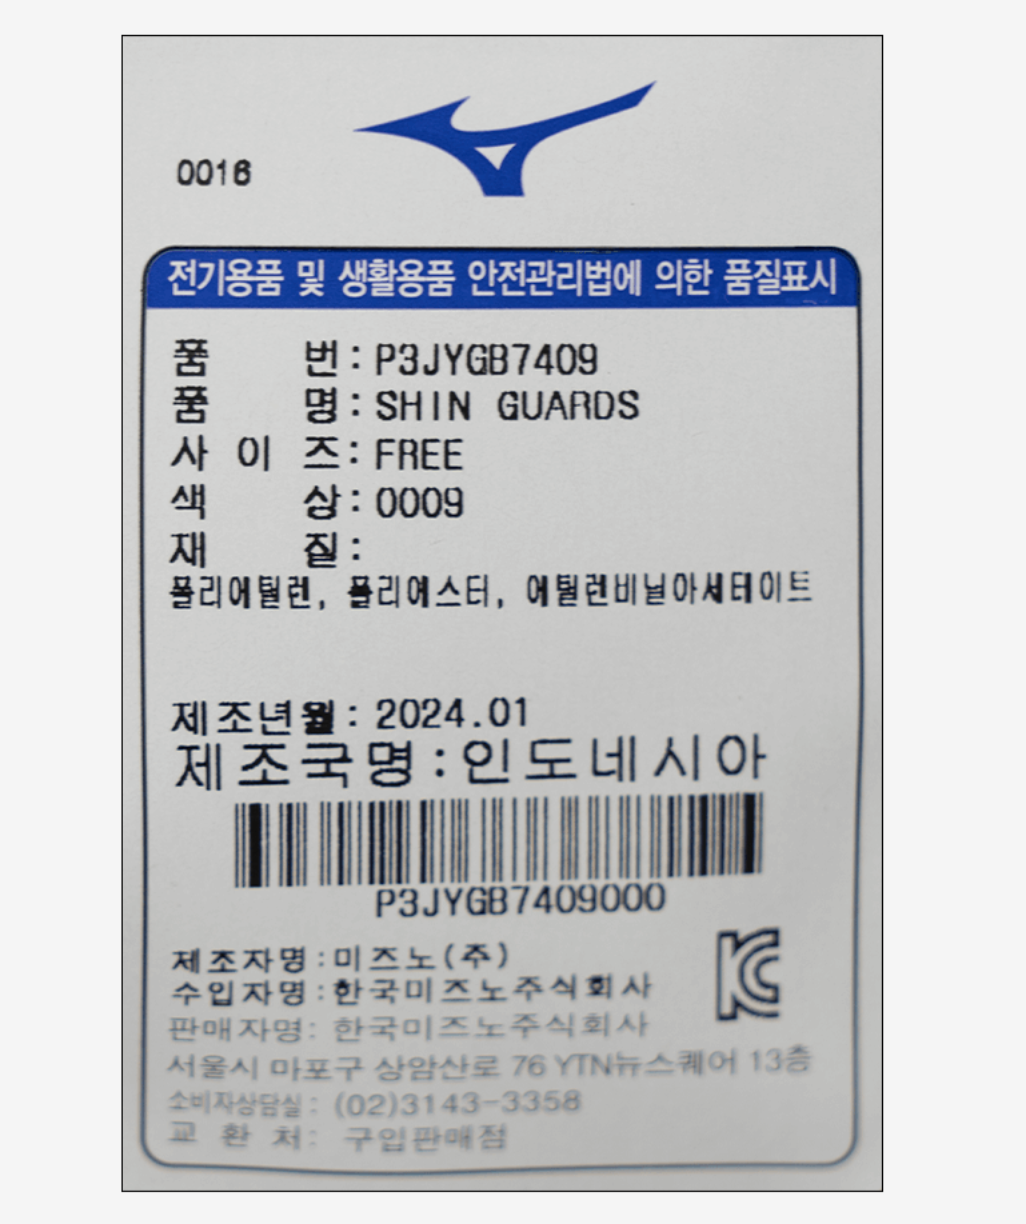 0016
전기용품 및 생활용품 안전관리법에 의한 품질표시
품 번: P3JYGB7409
품 명: SHIN GUARDS
사 이 즈: FREE
색 상: 0009
재 질:
폴리에틸렌, 폴리에스터, 에틸렌비닐아세테이트
제조년월: 2024.01
제조국명:인도네시아
P3JYGB7409000
제조자명:미즈노(주)
수입자명:한국미즈노주식회사
판매자명: 한국미즈노주식회사
서울시 마포구 상암산로 76 YTN뉴스퀘어 13층
소비자상담실: (02)3143-3358
교 환 처: 구입판매점